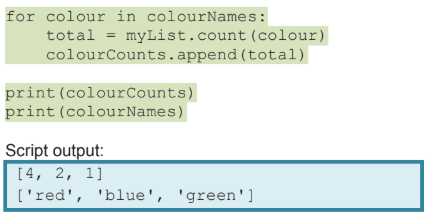 for colour in colourNames:
    total = myList.count(colour)
    colourCounts.append(total)

print(colourCounts)
print(colourNames)

Script output:
[4, 2, 1]
['red', 'blue', 'green']